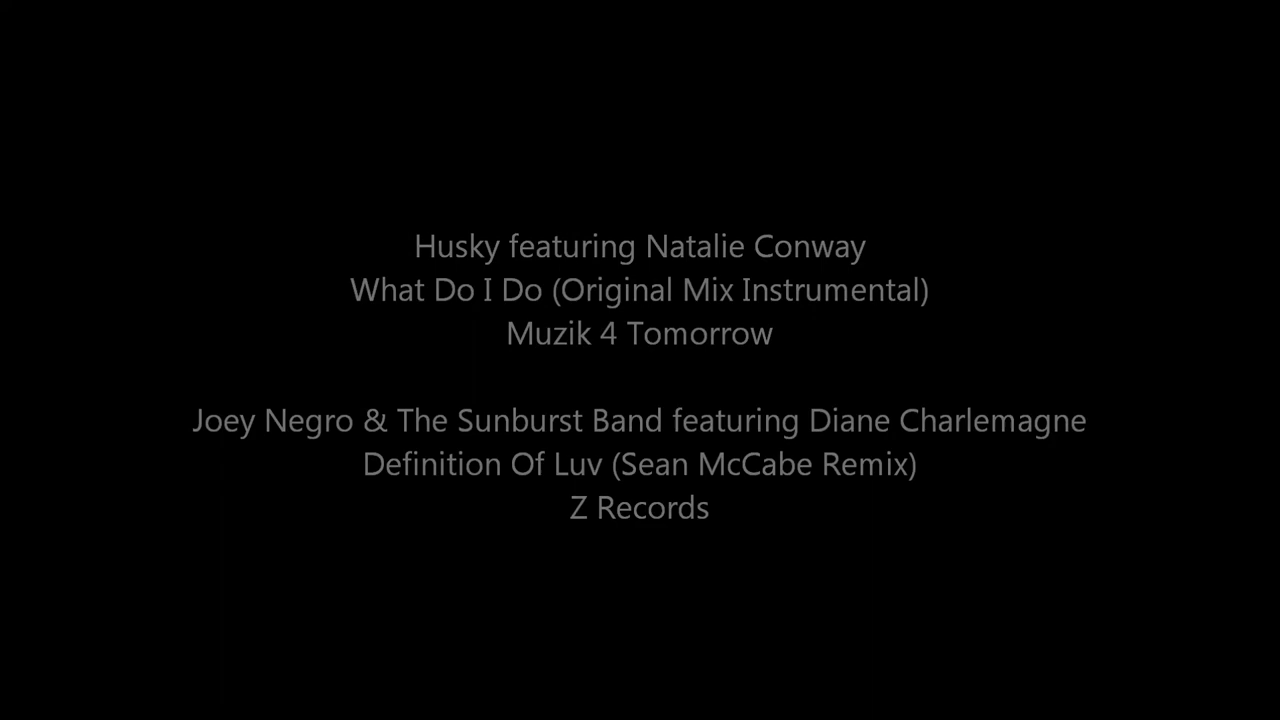 Husky featuring Natalie Conway
What Do I Do (Original Mix Instrumental)
Muzik 4 Tomorrow
Joey Negro & The Sunburst Band featuring Diane Charlemagne
Definition Of Luv (Sean McCabe Remix)
Z Records